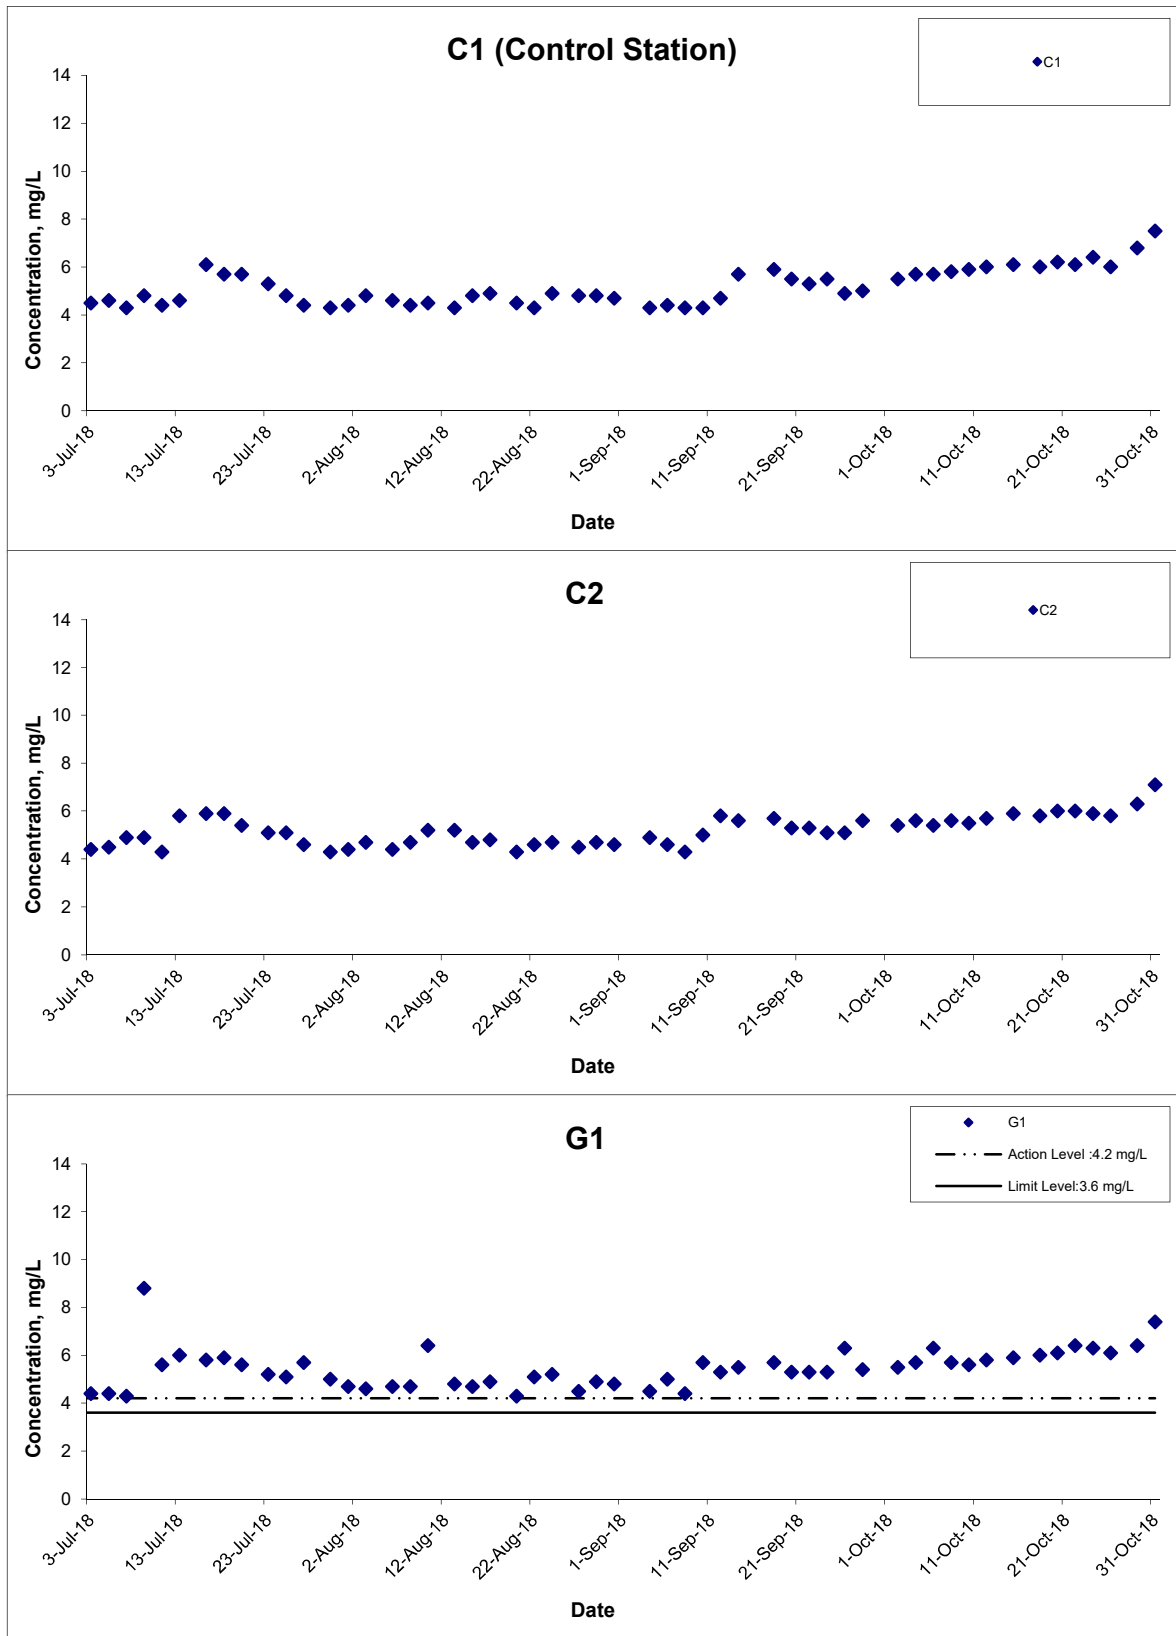 C1 (Control Station)
C1
Concentration, mg/L
14
12
10
8
6
4
2
0
3-Jul-18
13-Jul-18
23-Jul-18
2-Aug-18
12-Aug-18
22-Aug-18
1-Sep-18
11-Sep-18
21-Sep-18
1-Oct-18
11-Oct-18
21-Oct-18
31-Oct-18
Date
C2
C2
Concentration, mg/L
14
12
10
8
6
4
2
0
3-Jul-18
13-Jul-18
23-Jul-18
2-Aug-18
12-Aug-18
22-Aug-18
1-Sep-18
11-Sep-18
21-Sep-18
1-Oct-18
11-Oct-18
21-Oct-18
31-Oct-18
Date
G1
G1
Action Level :4.2 mg/L
Limit Level:3.6 mg/L
Concentration, mg/L
14
12
10
8
6
4
2
0
3-Jul-18
13-Jul-18
23-Jul-18
2-Aug-18
12-Aug-18
22-Aug-18
1-Sep-18
11-Sep-18
21-Sep-18
1-Oct-18
11-Oct-18
21-Oct-18
31-Oct-18
Date